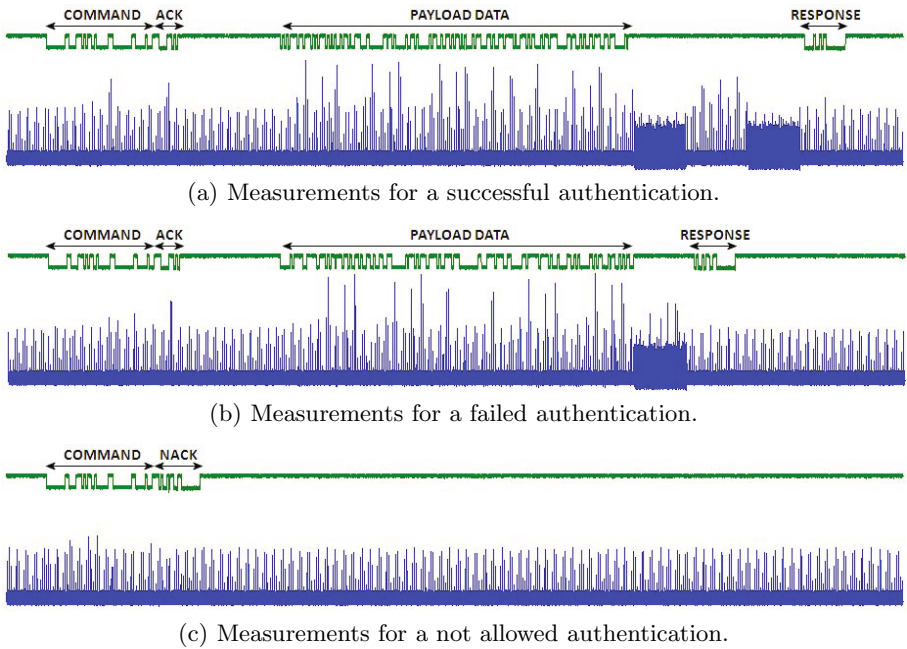 COMMAND ACK PAYLOAD DATA RESPONSE
(a) Measurements for a successful authentication.
COMMAND ACK PAYLOAD DATA RESPONSE
(b) Measurements for a failed authentication.
COMMAND NACK
(c) Measurements for a not allowed authentication.